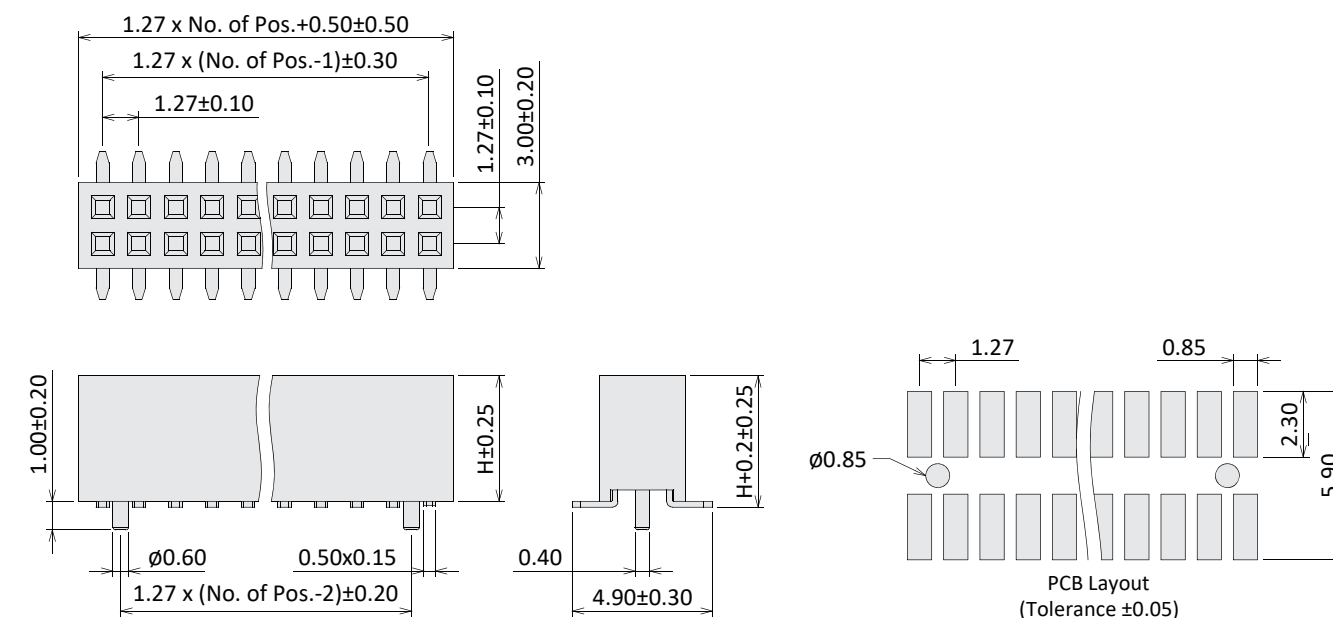 1.27 x No. of Pos.+0.50±0.50
1.27 x (No. of Pos.-1)±0.30
1.27±0.10
1.27±0.10
3.00±0.20
1.00±0.20
H±0.25
Ø0.60
0.50x0.15
1.27 x (No. of Pos.-2)±0.20
H+0.2±0.25
0.40
4.90±0.30
1.27
0.85
Ø0.85
2.30
5.90
PCB Layout
(Tolerance ±0.05)